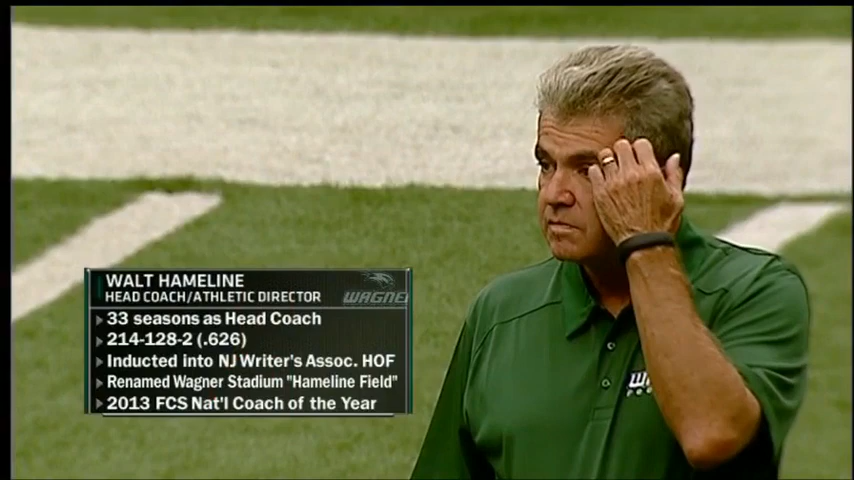 WALT HAMELINE
HEAD COACH/ATHLETIC DIRECTOR
WAGNER
33 seasons as Head Coach
214-128-2 (.626)
Inducted into NJ Writer's Assoc. HOF
Renamed Wagner Stadium "Hameline Field"
2013 FCS Nat'l Coach of the Year